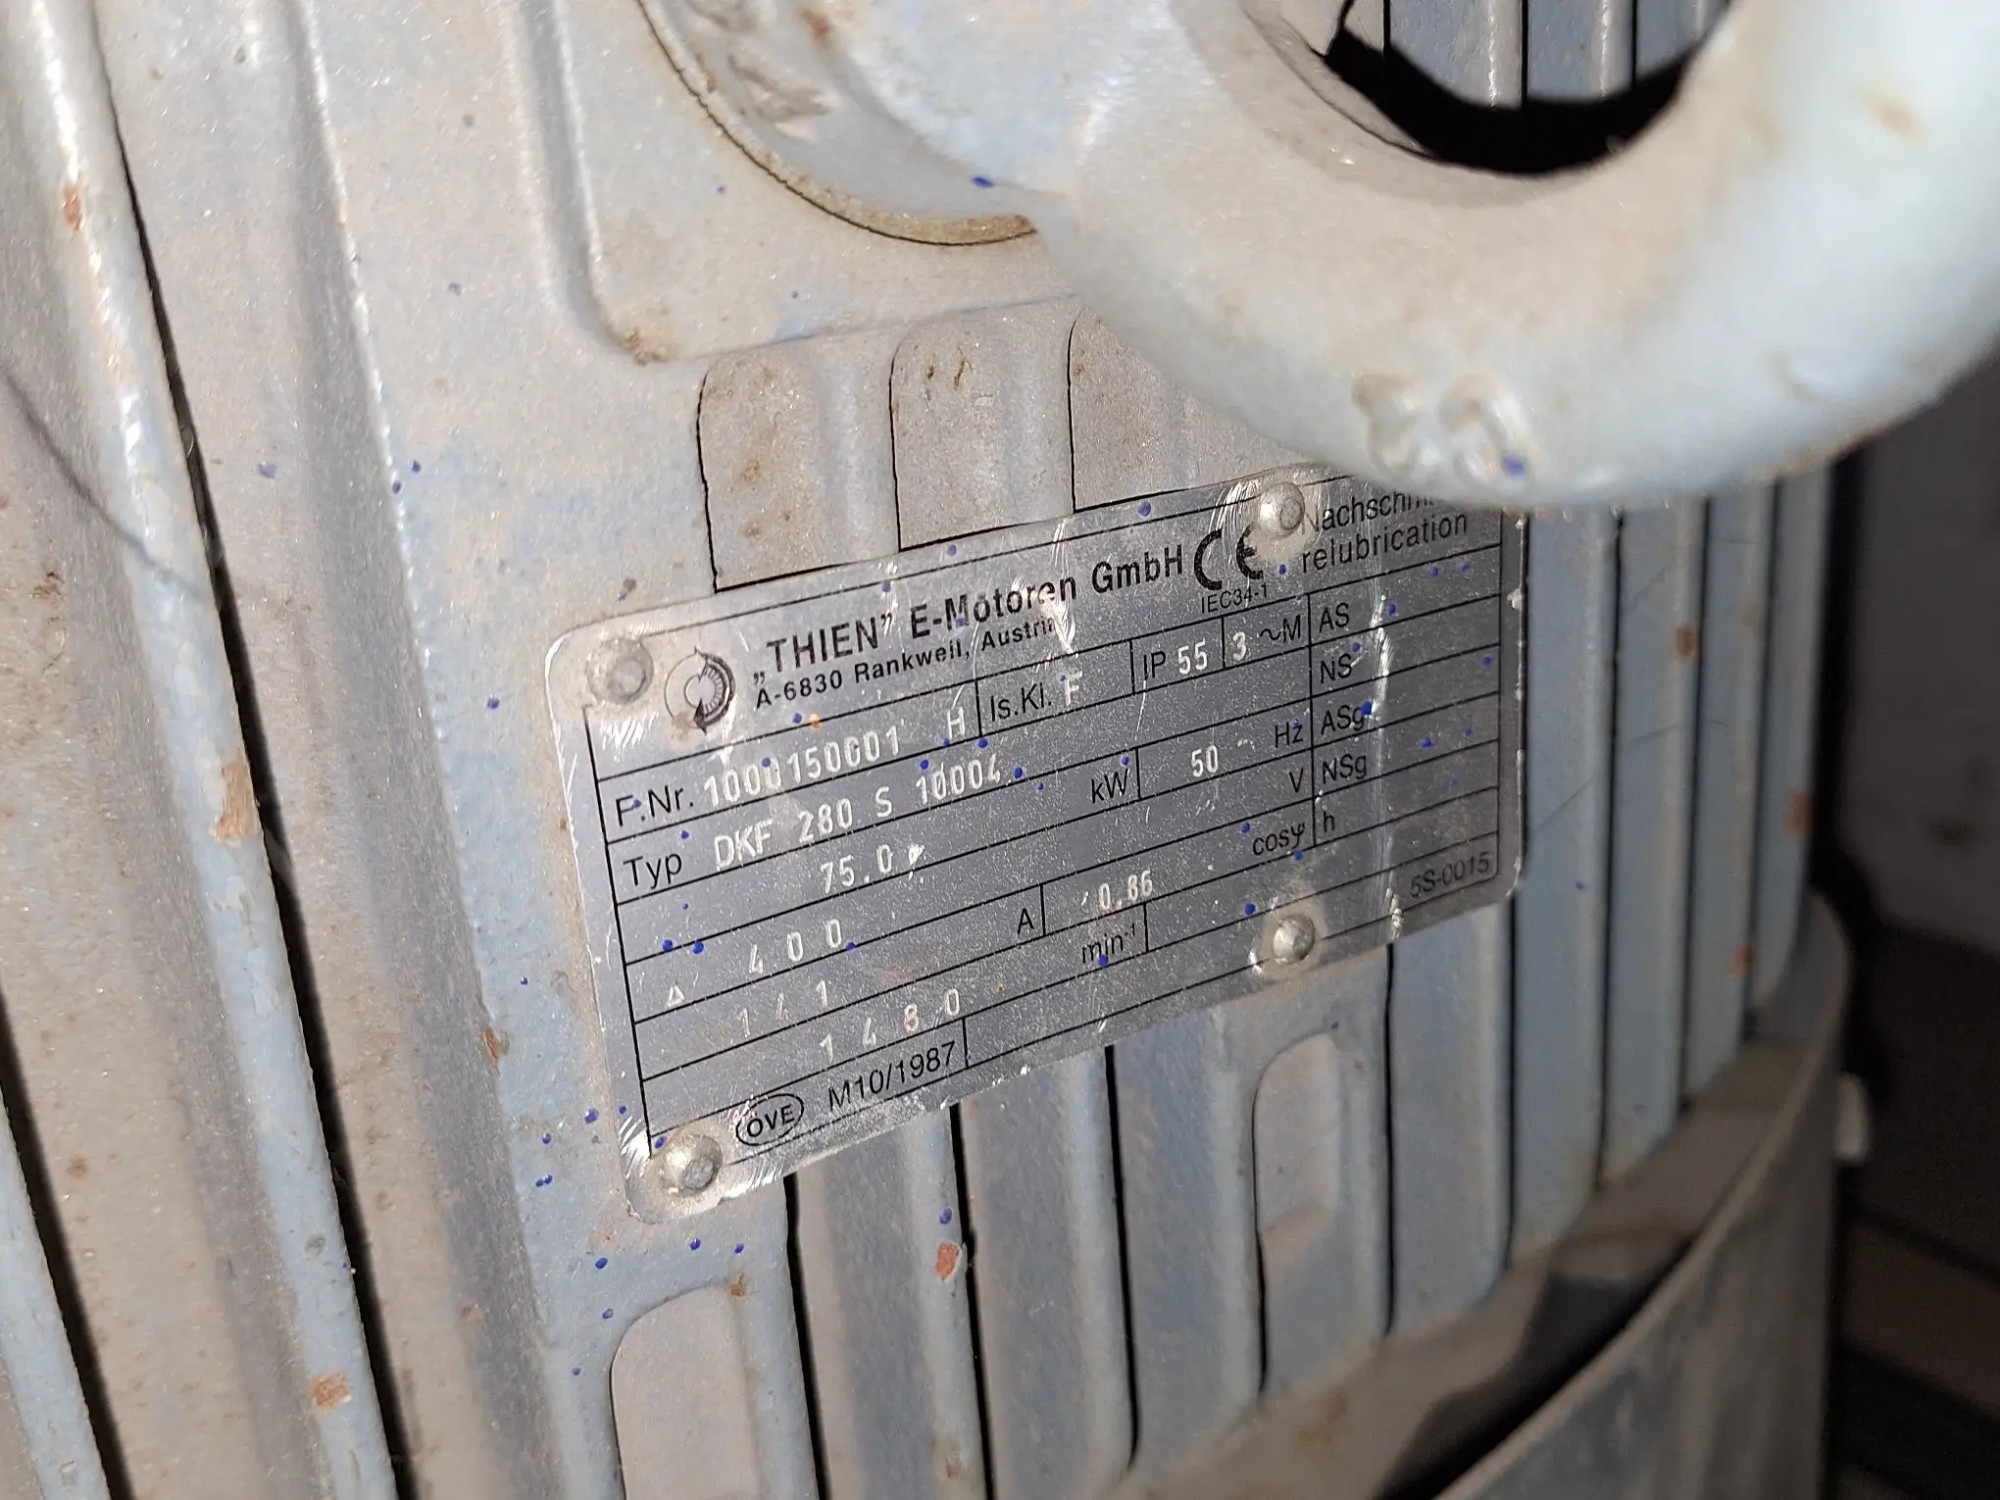 „THIEN” E-Motoren GmbH CE
A-6830 Rankweil, Austria IEC34-1
relubrication
F.Nr. H Is.Kl. F IP 55 3 ~M AS
Typ DKF 280 S 10004 NS
75.0 kW 50 Hz ASg
Δ 400 V NSg
141 A 0.86 cosφ h
1480 min-1
ÖVE M10/1987 5S-0015